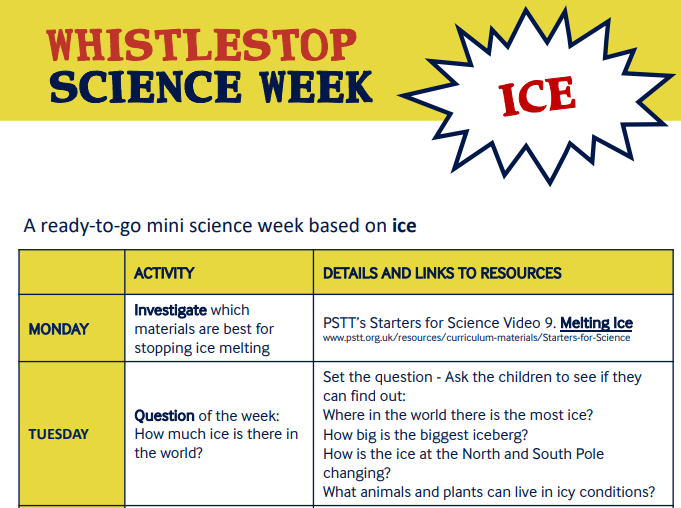 WHISTLESTOP
SCIENCE WEEK
ICE
A ready-to-go mini science week based on ice
ACTIVITY
DETAILS AND LINKS TO RESOURCES
MONDAY
Investigate which
materials are best for
stopping ice melting
PSTT's Starters for Science Video 9. Melting Ice
www.pstt.org.uk/resources/curriculum-materials/Starters-for-Science
TUESDAY
Question of the week:
How much ice is there in
the world?
Set the question - Ask the children to see if they
can find out:
Where in the world there is the most ice?
How big is the biggest iceberg?
How is the ice at the North and South Pole
changing?
What animals and plants can live in icy conditions?